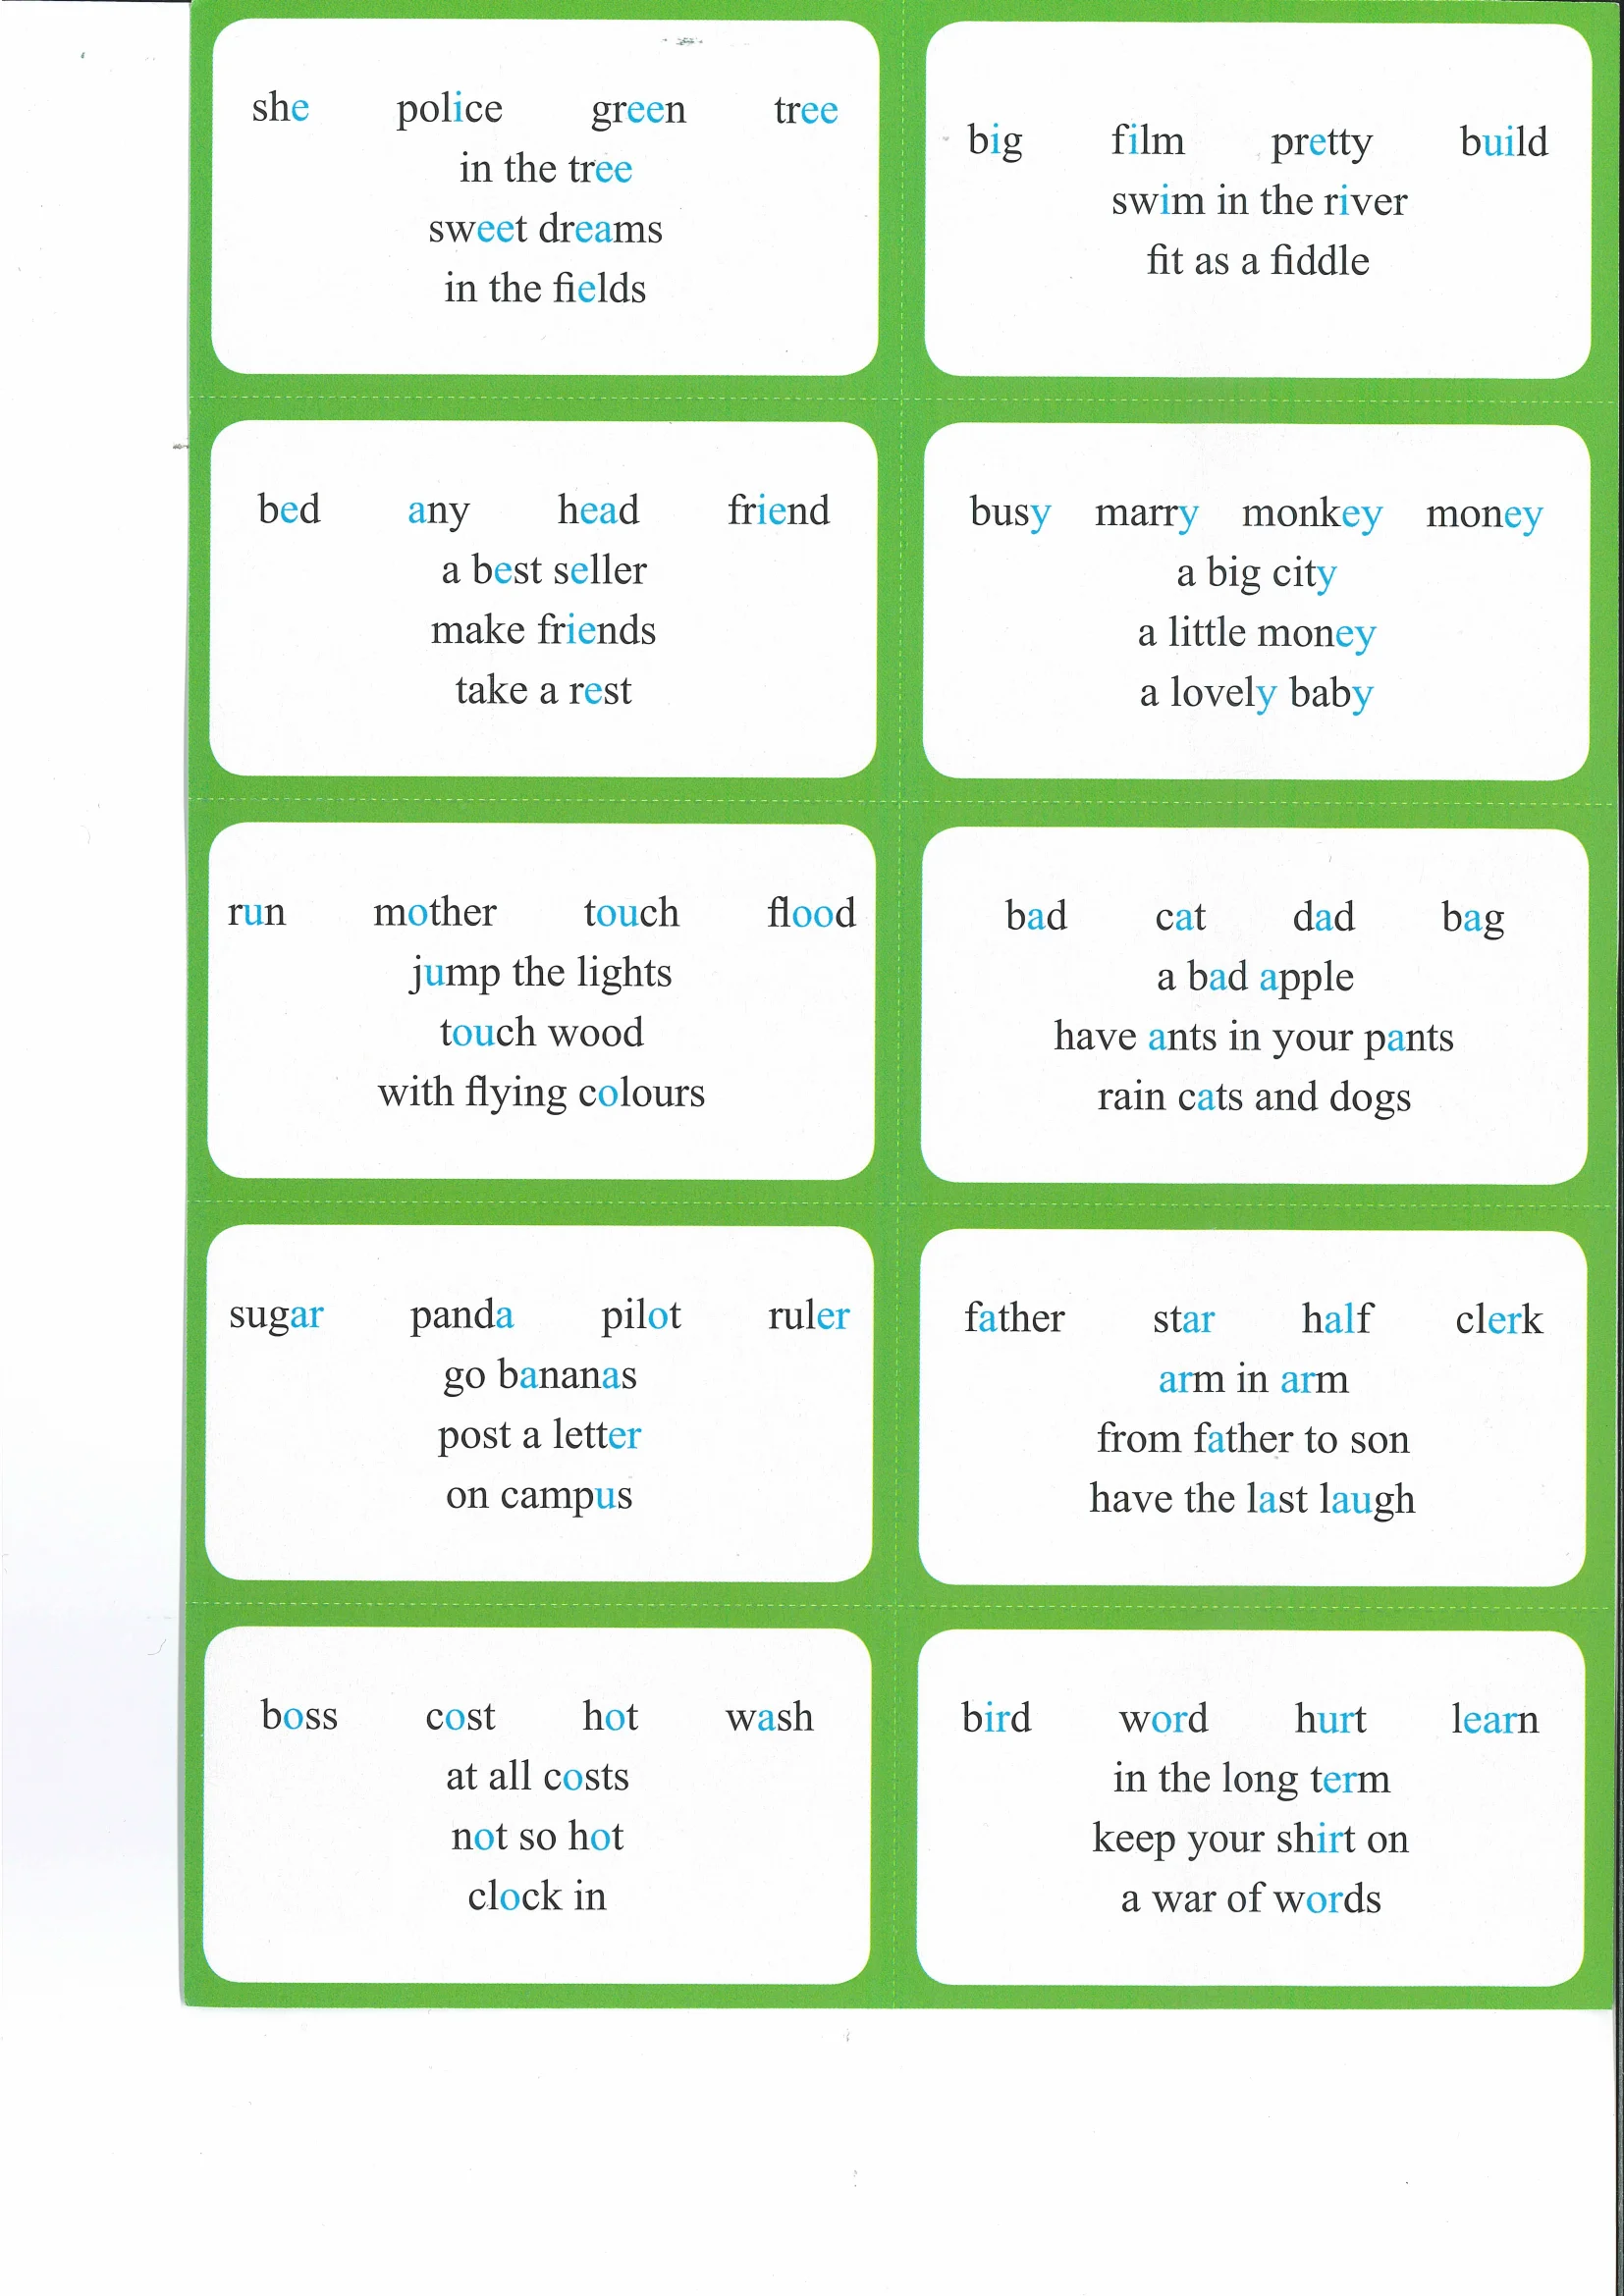 she police green tree
in the tree
sweet dreams
in the fields
big film pretty build
swim in the river
fit as a fiddle
bed any head friend
a best seller
make friends
take a rest
busy marry monkey money
a big city
a little money
a lovely baby
run mother touch flood
jump the lights
touch wood
with flying colours
bad cat dad bag
a bad apple
have ants in your pants
rain cats and dogs
sugar panda pilot ruler
go bananas
post a letter
on campus
father star half clerk
arm in arm
from father to son
have the last laugh
boss cost hot wash
at all costs
not so hot
clock in
bird word hurt learn
in the long term
keep your shirt on
a war of words